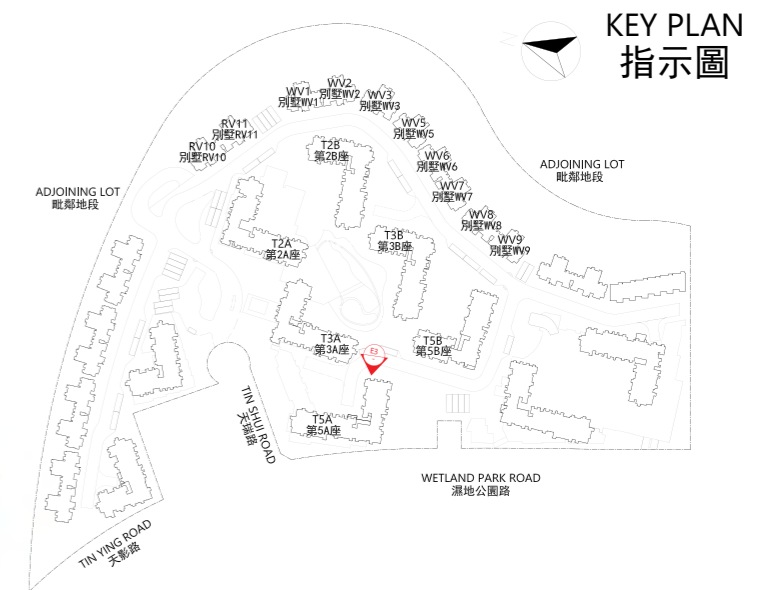 KEY PLAN
指示圖
N
WV1
別墅WV1
WV2
別墅WV2
WV3
別墅WV3
RV11
別墅RV11
RV10
別墅RV10
WV5
別墅WV5
T2B
第2B座
WV6
別墅WV6
ADJOINING LOT
毗鄰地段
ADJOINING LOT
毗鄰地段
WV7
別墅WV7
WV8
別墅WV8
T3B
第3B座
WV9
別墅WV9
T2A
第2A座
T3A
第3A座
E3
T5B
第5B座
TIN SHUI ROAD
天瑞路
T5A
第5A座
WETLAND PARK ROAD
濕地公園路
TIN YING ROAD
天影路